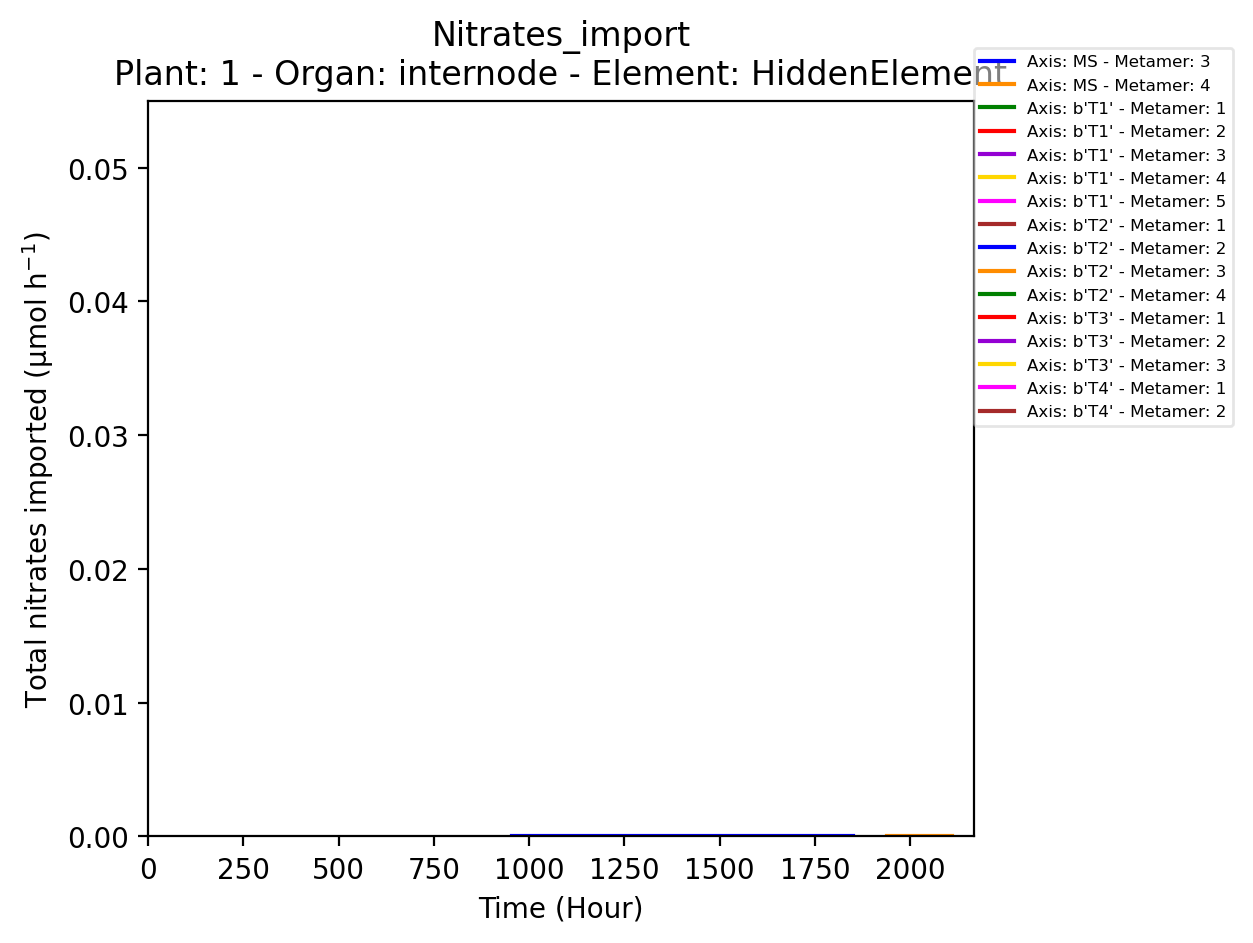 Nitrates_import
Plant: 1 - Organ: internode - Element: HiddenElement
Axis: MS - Metamer: 3
Axis: MS - Metamer: 4
Axis: b'T1' - Metamer: 1
Axis: b'T1' - Metamer: 2
Axis: b'T1' - Metamer: 3
Axis: b'T1' - Metamer: 4
Axis: b'T1' - Metamer: 5
Axis: b'T2' - Metamer: 1
Axis: b'T2' - Metamer: 2
Axis: b'T2' - Metamer: 3
Axis: b'T2' - Metamer: 4
Axis: b'T3' - Metamer: 1
Axis: b'T3' - Metamer: 2
Axis: b'T3' - Metamer: 3
Axis: b'T4' - Metamer: 1
Axis: b'T4' - Metamer: 2
Total nitrates imported (µmol h⁻¹)
0.05
0.04
0.03
0.02
0.01
0.00
0 250 500 750 1000 1250 1500 1750 2000
Time (Hour)